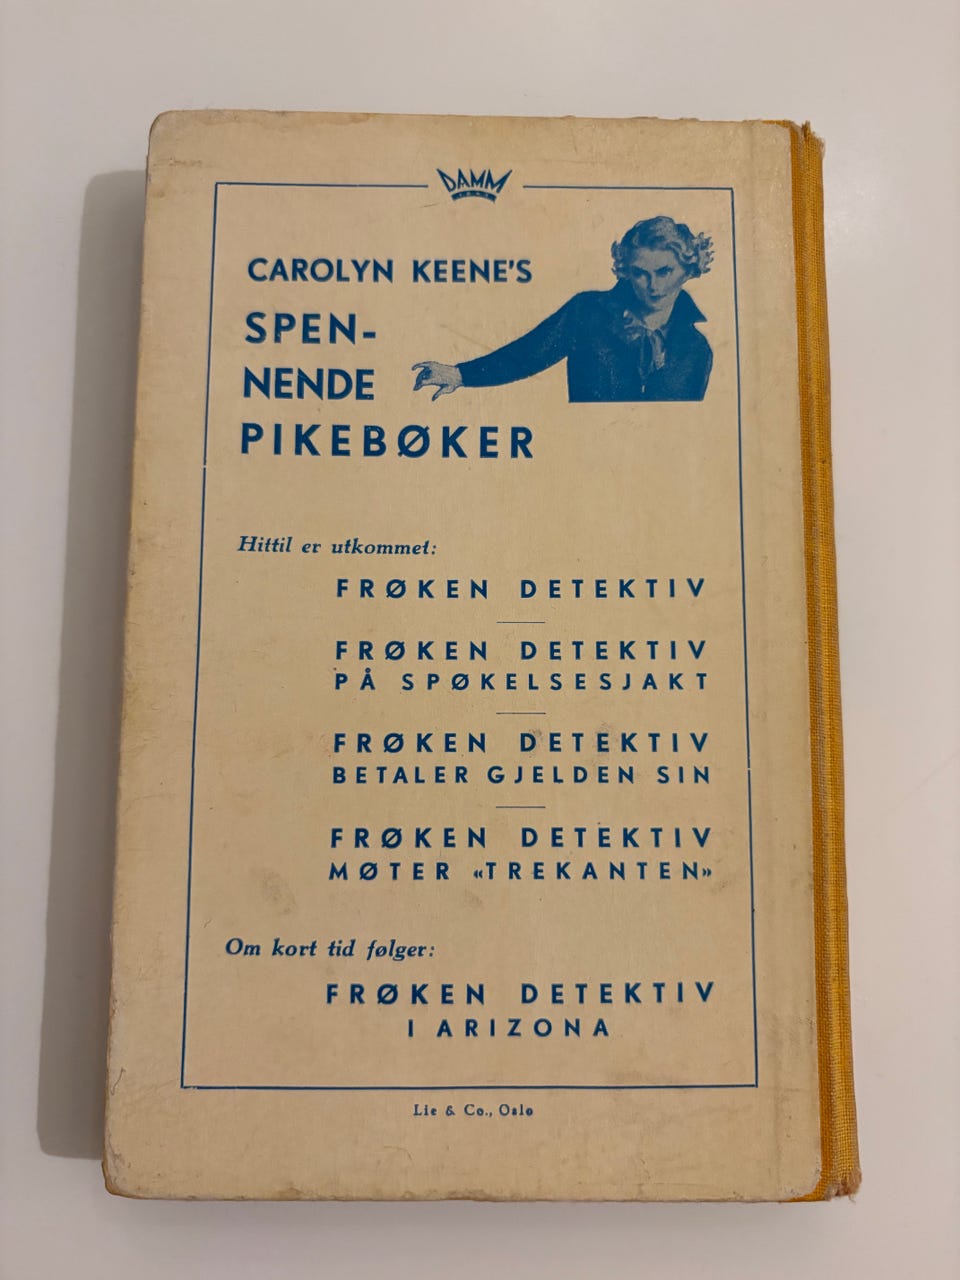 DAMM
CAROLYN KEENE'S
SPEN-
NENDE
PIKEBØKER
Hittil er utkommet:
FRØKEN DETEKTIV
FRØKEN DETEKTIV
PÅ SPØKELSESJAKT
FRØKEN DETEKTIV
BETALER GJELDEN SIN
FRØKEN DETEKTIV
MØTER «TREKANTEN»
Om kort tid følger:
FRØKEN DETEKTIV
I ARIZONA
Lie & Co., Oslo